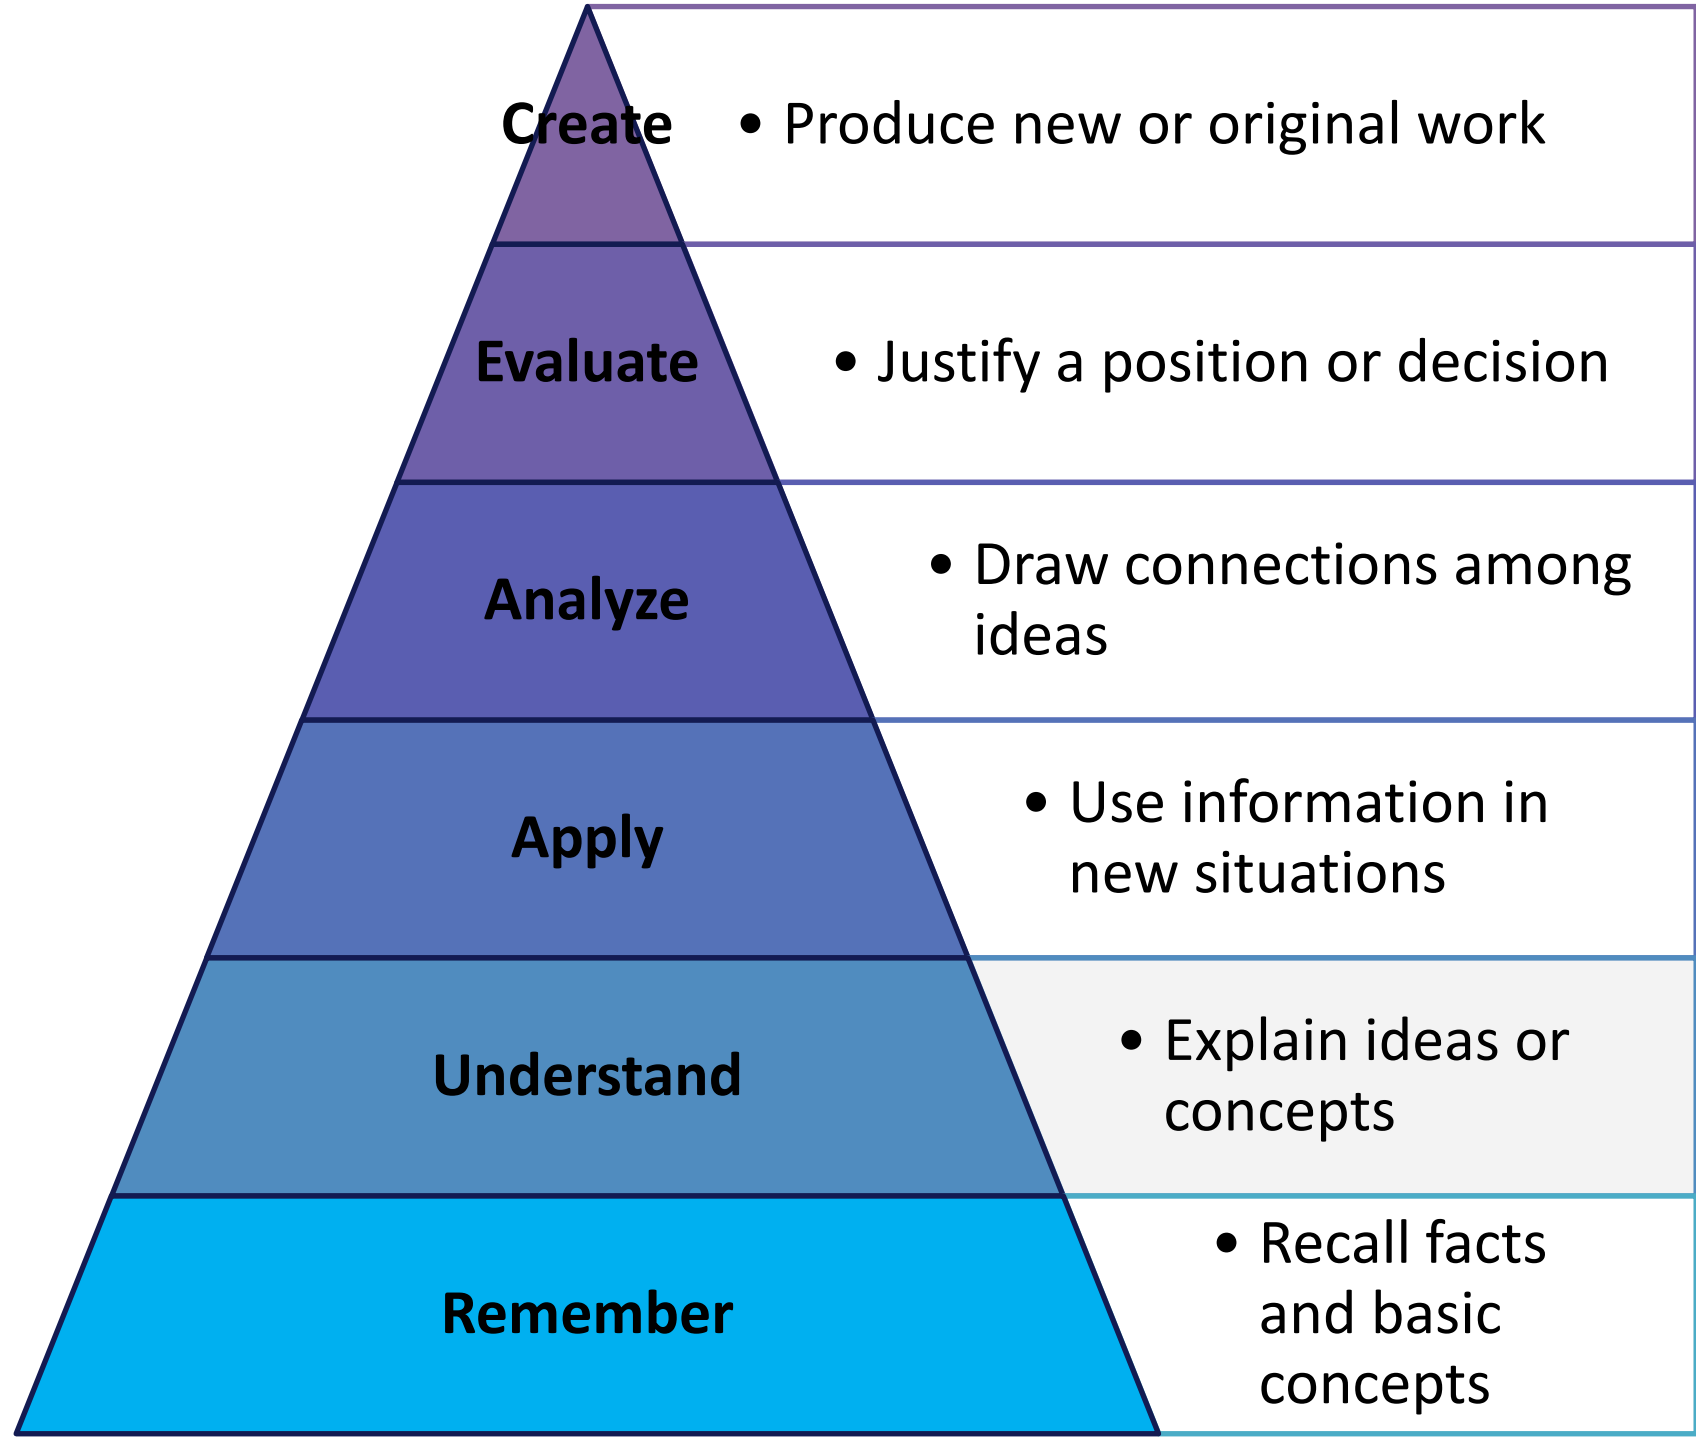 Create
• Produce new or original work
Evaluate
• Justify a position or decision
Analyze
• Draw connections among
ideas
Apply
• Use information in
new situations
Understand
• Explain ideas or
concepts
Remember
• Recall facts
and basic
concepts